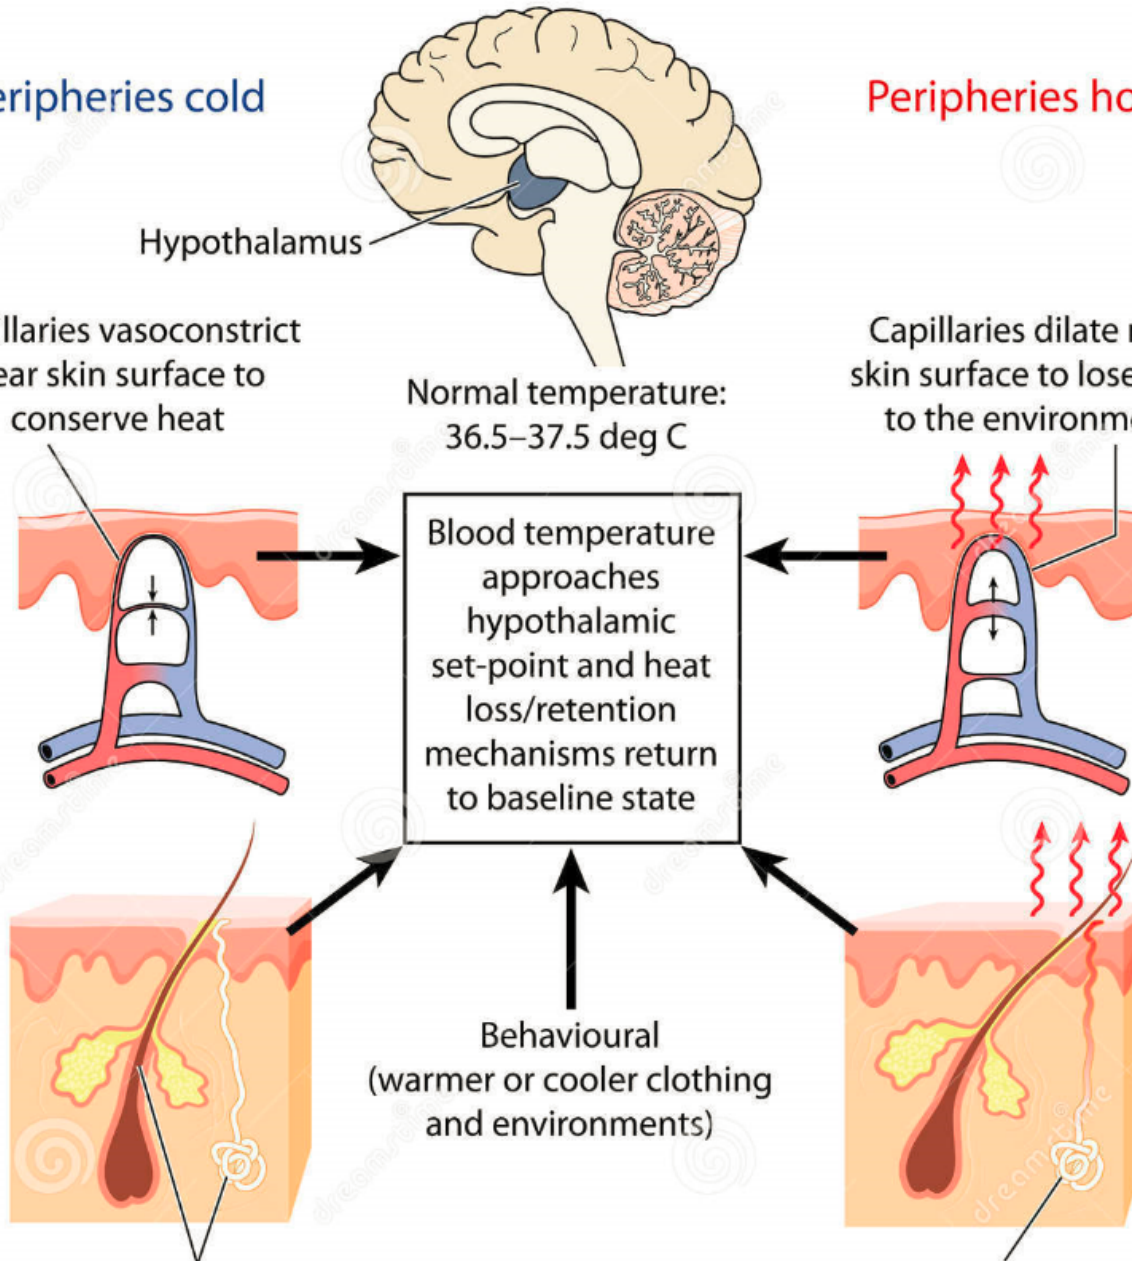 eripheries cold
Peripheries ho
Hypothalamus
illaries vasoconstrict
ear skin surface to
conserve heat
Capillaries dilate n
skin surface to lose
to the environme
Normal temperature:
36.5–37.5 deg C
Blood temperature
approaches
hypothalamic
set-point and heat
loss/retention
mechanisms return
to baseline state
Behavioural
(warmer or cooler clothing
and environments)
dreamstime